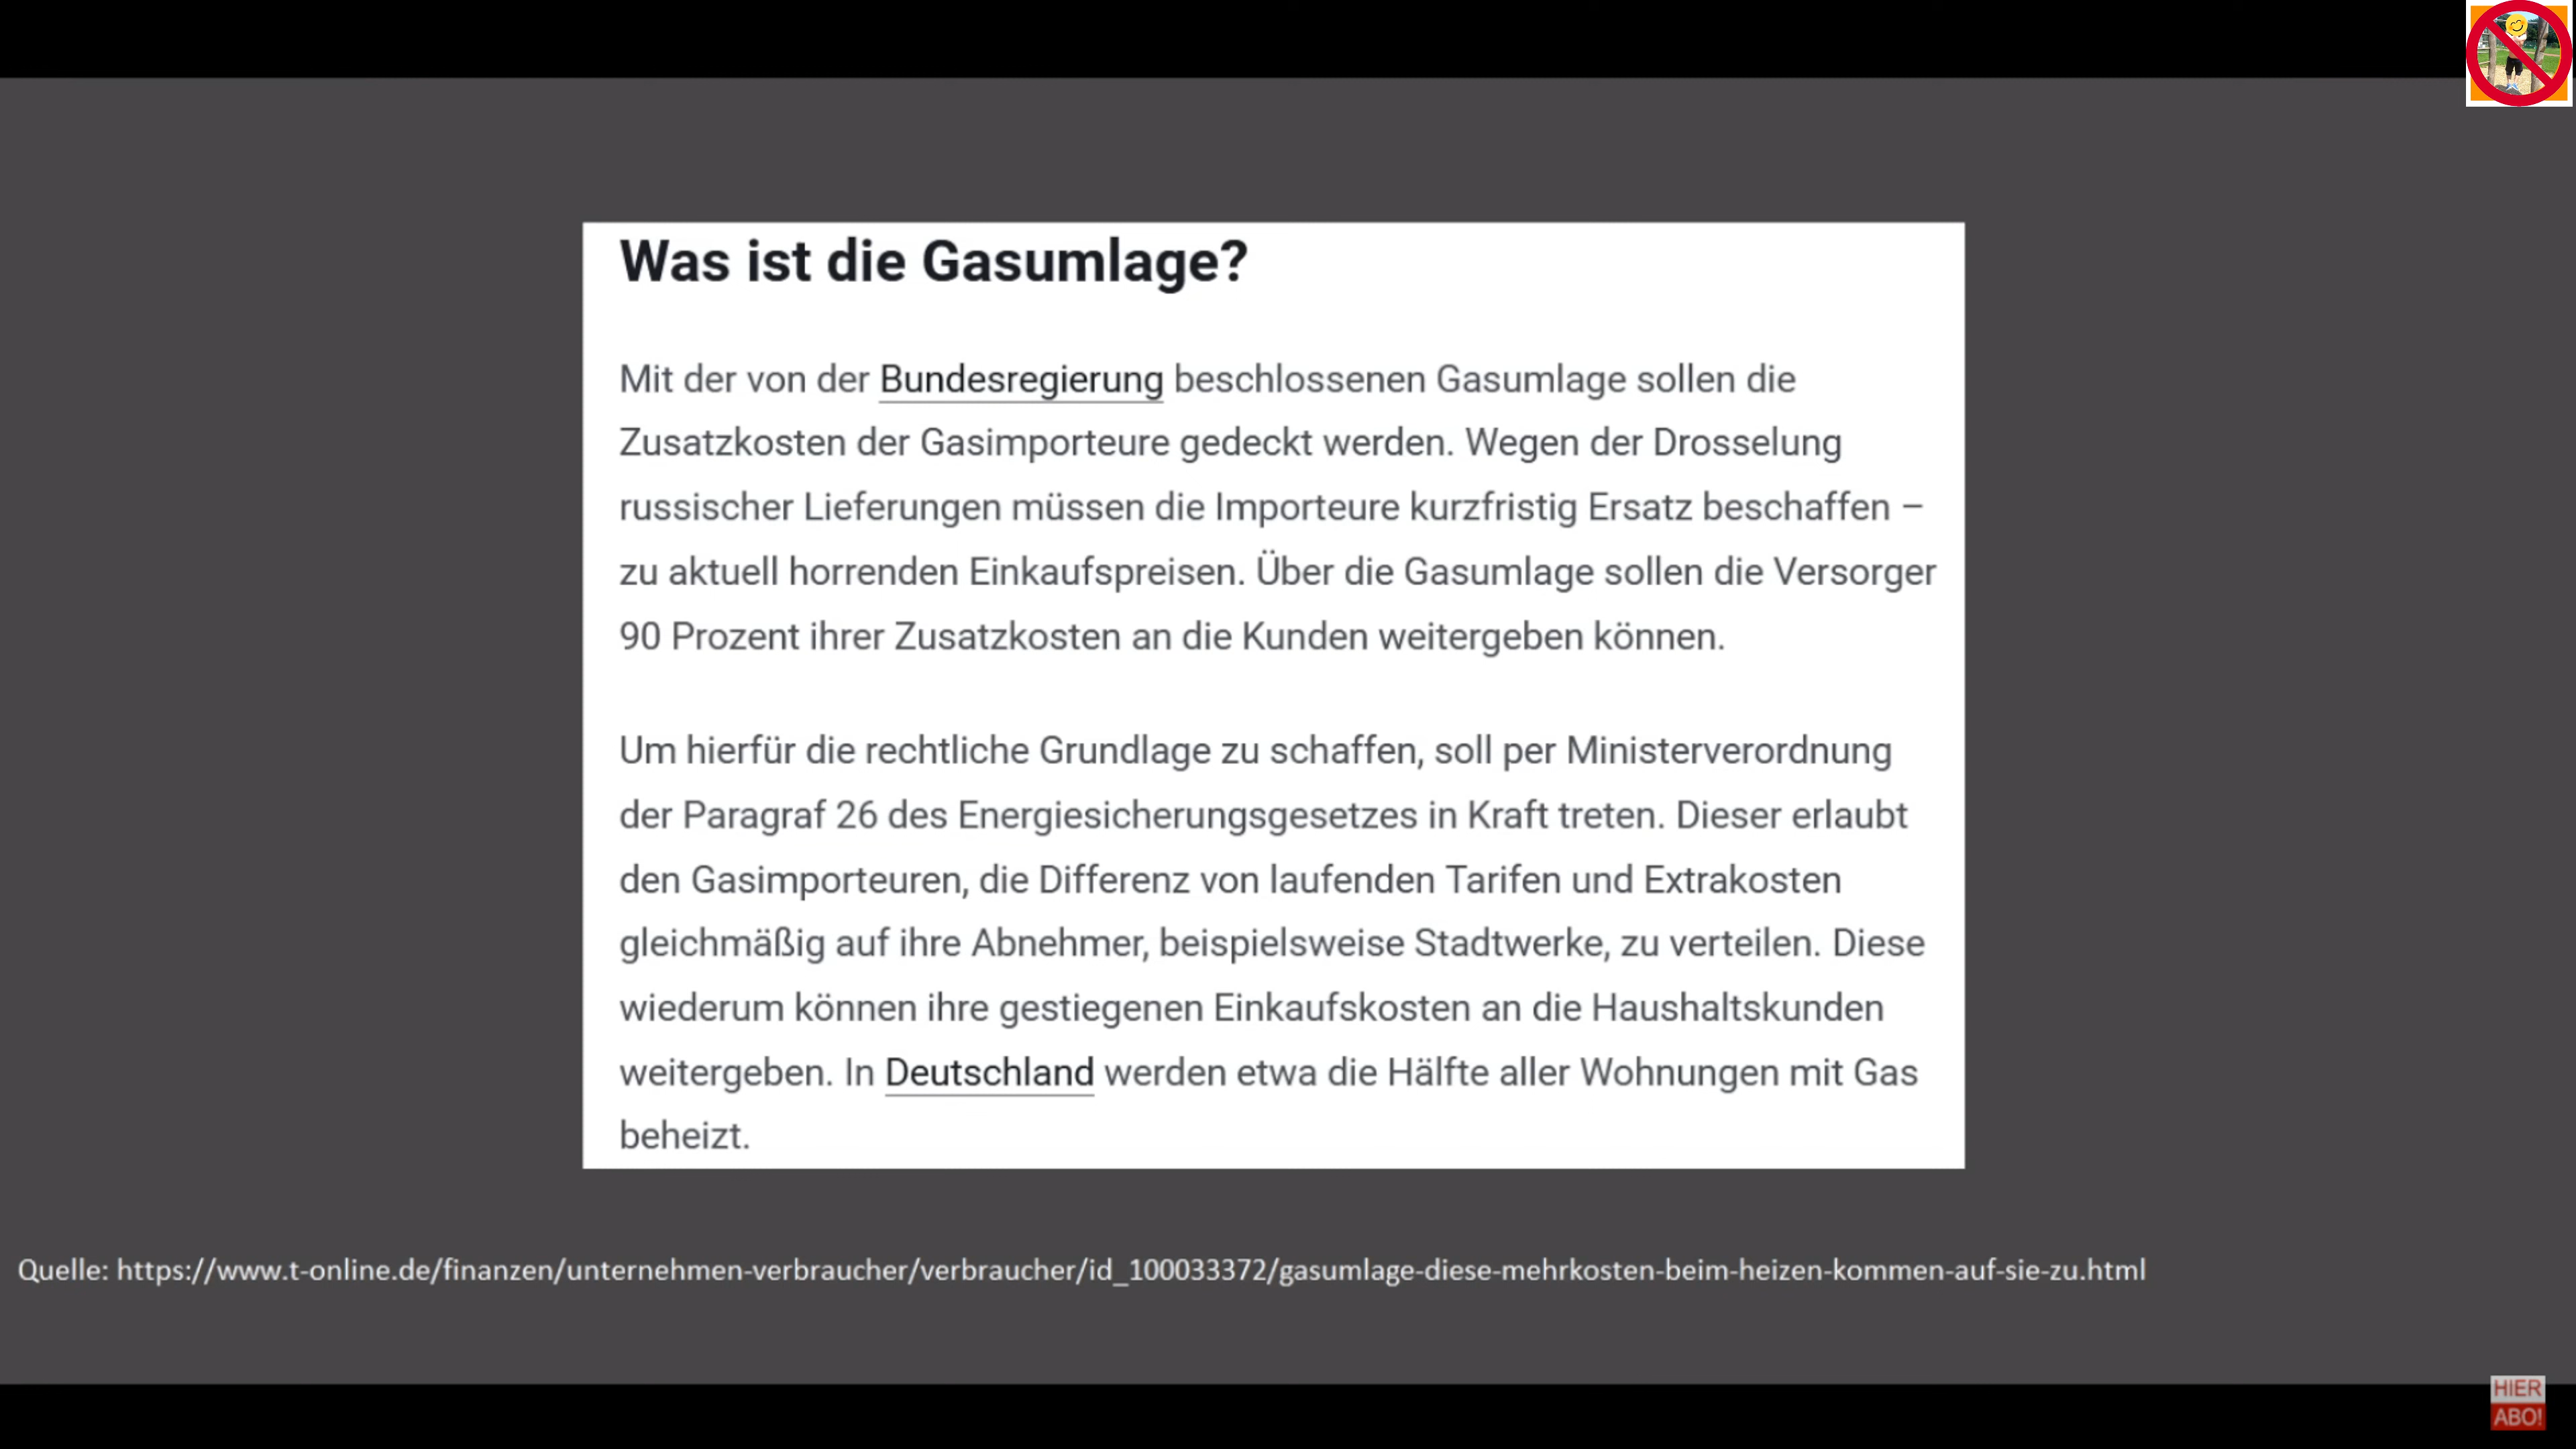 Was ist die Gasumlage?
Mit der von der Bundesregierung beschlossenen Gasumlage sollen die
Zusatzkosten der Gasimporteure gedeckt werden. Wegen der Drosselung
russischer Lieferungen müssen die Importeure kurzfristig Ersatz beschaffen –
zu aktuell horrenden Einkaufspreisen. Über die Gasumlage sollen die Versorger
90 Prozent ihrer Zusatzkosten an die Kunden weitergeben können.
Um hierfür die rechtliche Grundlage zu schaffen, soll per Ministerverordnung
der Paragraf 26 des Energiesicherungsgesetzes in Kraft treten. Dieser erlaubt
den Gasimporteuren, die Differenz von laufenden Tarifen und Extrakosten
gleichmäßig auf ihre Abnehmer, beispielsweise Stadtwerke, zu verteilen. Diese
wiederum können ihre gestiegenen Einkaufskosten an die Haushaltskunden
weitergeben. In Deutschland werden etwa die Hälfte aller Wohnungen mit Gas
beheizt.
Quelle: https://www.t-online.de/finanzen/unternehmen-verbraucher/verbraucher/id_100033372/gasumlage-diese-mehrkosten-beim-heizen-kommen-auf-sie-zu.html
HIER
ABO!